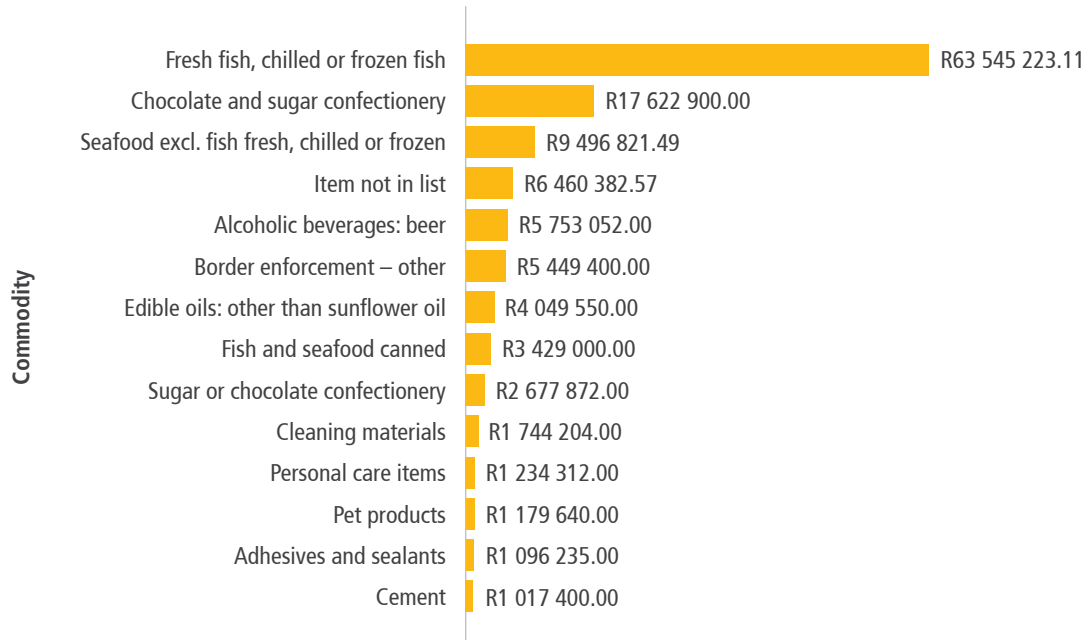 Commodity
Fresh fish, chilled or frozen fish R63 545 223.11
Chocolate and sugar confectionery R17 622 900.00
Seafood excl. fish fresh, chilled or frozen R9 496 821.49
Item not in list R6 460 382.57
Alcoholic beverages: beer R5 753 052.00
Border enforcement – other R5 449 400.00
Edible oils: other than sunflower oil R4 049 550.00
Fish and seafood canned R3 429 000.00
Sugar or chocolate confectionery R2 677 872.00
Cleaning materials R1 744 204.00
Personal care items R1 234 312.00
Pet products R1 179 640.00
Adhesives and sealants R1 096 235.00
Cement R1 017 400.00